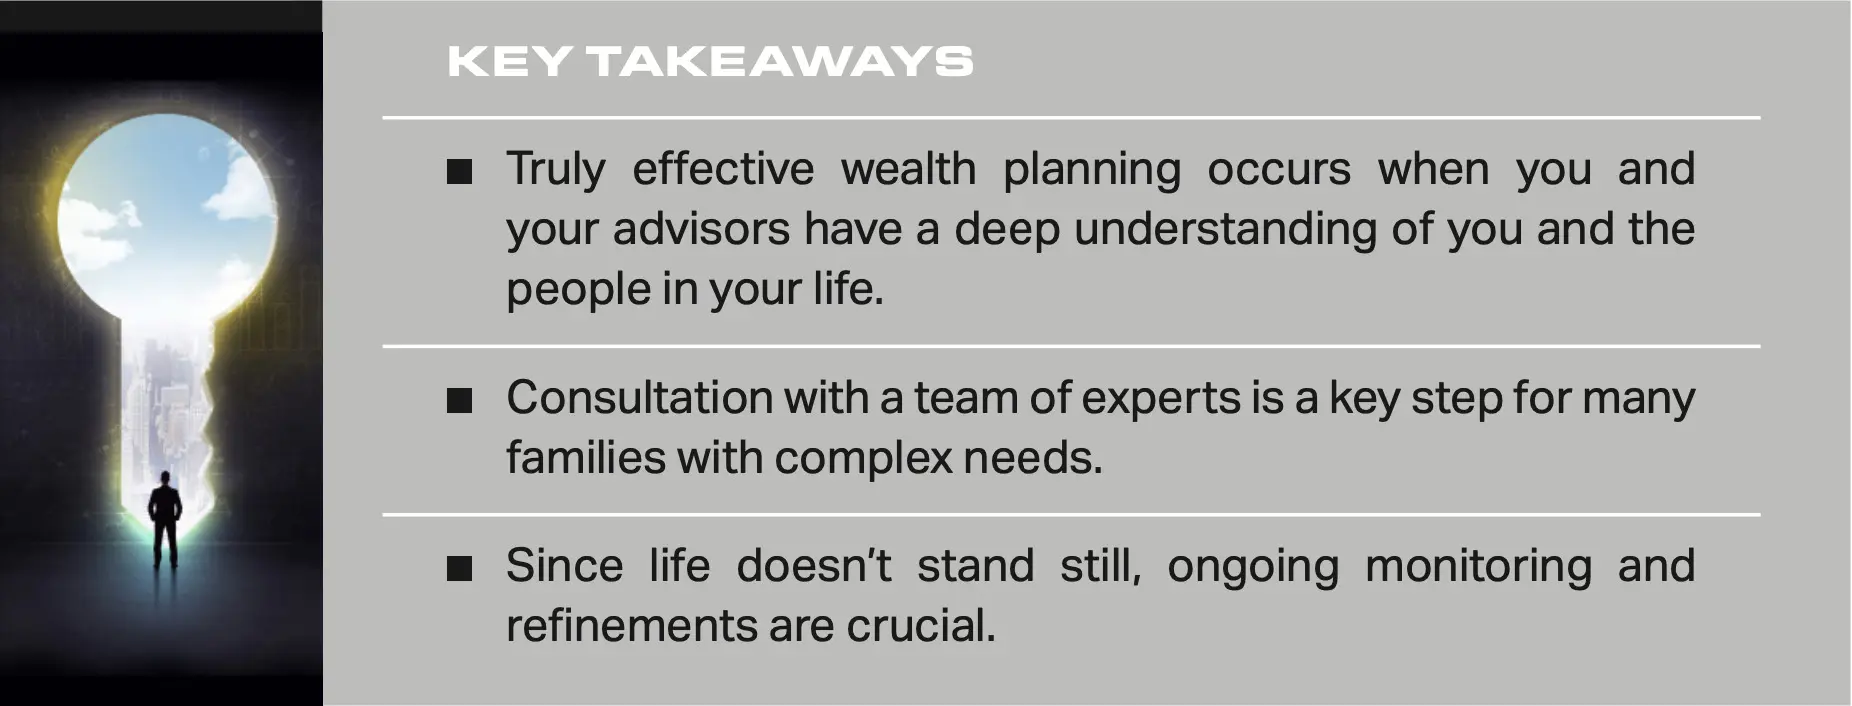 KEY TAKEAWAYS
■ Truly effective wealth planning occurs when you and
your advisors have a deep understanding of you and the
people in your life.
■ Consultation with a team of experts is a key step for many
families with complex needs.
■ Since life doesn’t stand still, ongoing monitoring and
refinements are crucial.